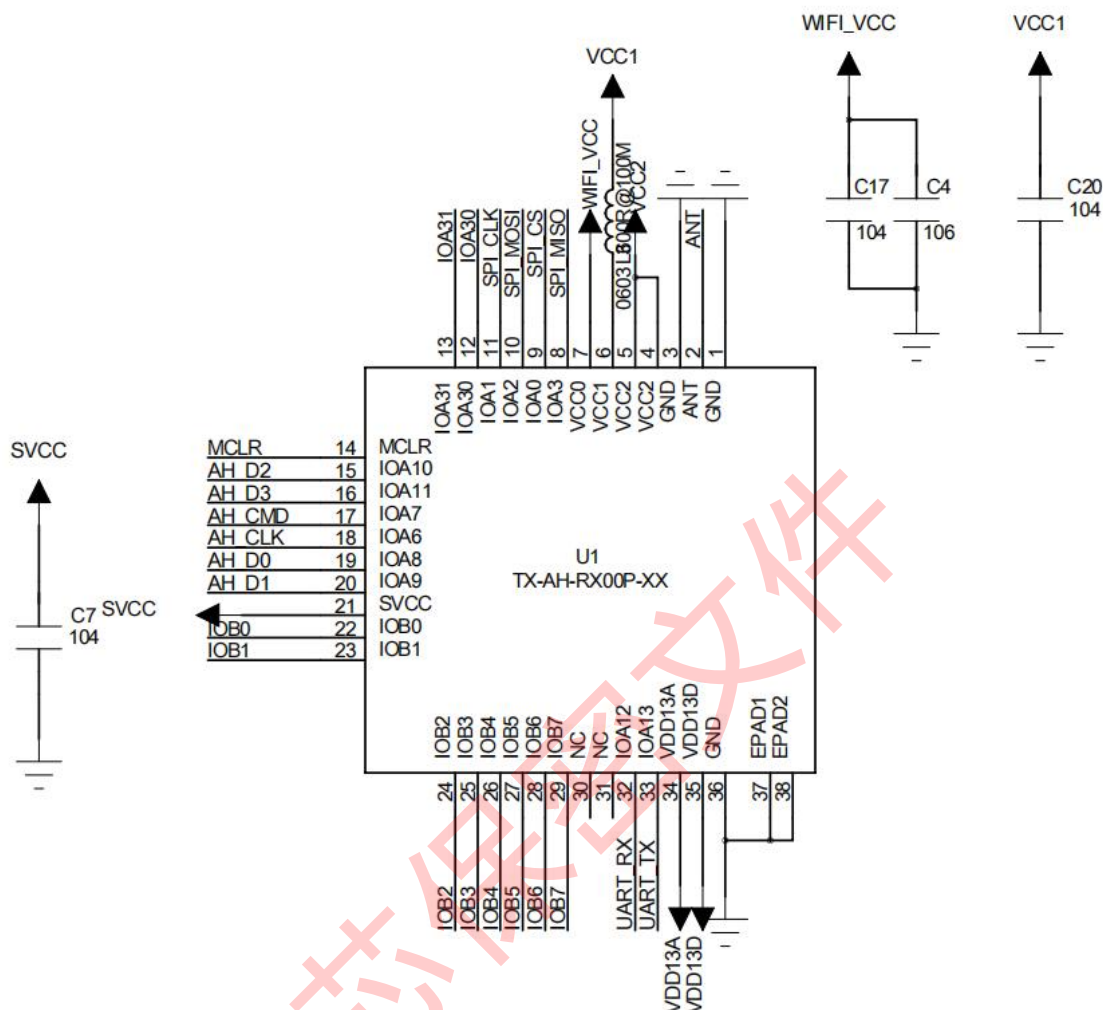 WIFI_VCC
VCC1
VCC1
WIFI_VCC
VCC2
ANT
C17
104
C4
106
C20
104
IOA31
IOA30
SPI_CLK
SPI_MOSI
SPI_CS
SPI_MISO
13
12
11
10
9
8
7
6
5
4
3
2
1
IOA31
IOA30
IOA1
IOA2
IOA0
IOA3
VCC0
VCC1
VCC2
VCC2
GND
ANT
GND
SVCC
C7
104
SVCC
MCLR 14 MCLR
AH_D2 15 IOA10
AH_D3 16 IOA11
AH_CMD 17 IOA7
AH_CLK 18 IOA6
AH_D0 19 IOA8
AH_D1 20 IOA9
21 SVCC
IOB0 22 IOB0
IOB1 23 IOB1
U1
TX-AH-RX00P-XX
IOB2
IOB3
IOB4
IOB5
IOB6
IOB7
NC
NC
IOA12
IOA13
VDD13A
VDD13D
GND
EPAD1
EPAD2
24
25
26
27
28
29
30
31
32
33
34
35
36
37
38
IOB2
IOB3
IOB4
IOB5
IOB6
IOB7
UART_RX
UART_TX
VDD13A
VDD13D
芯保密文件